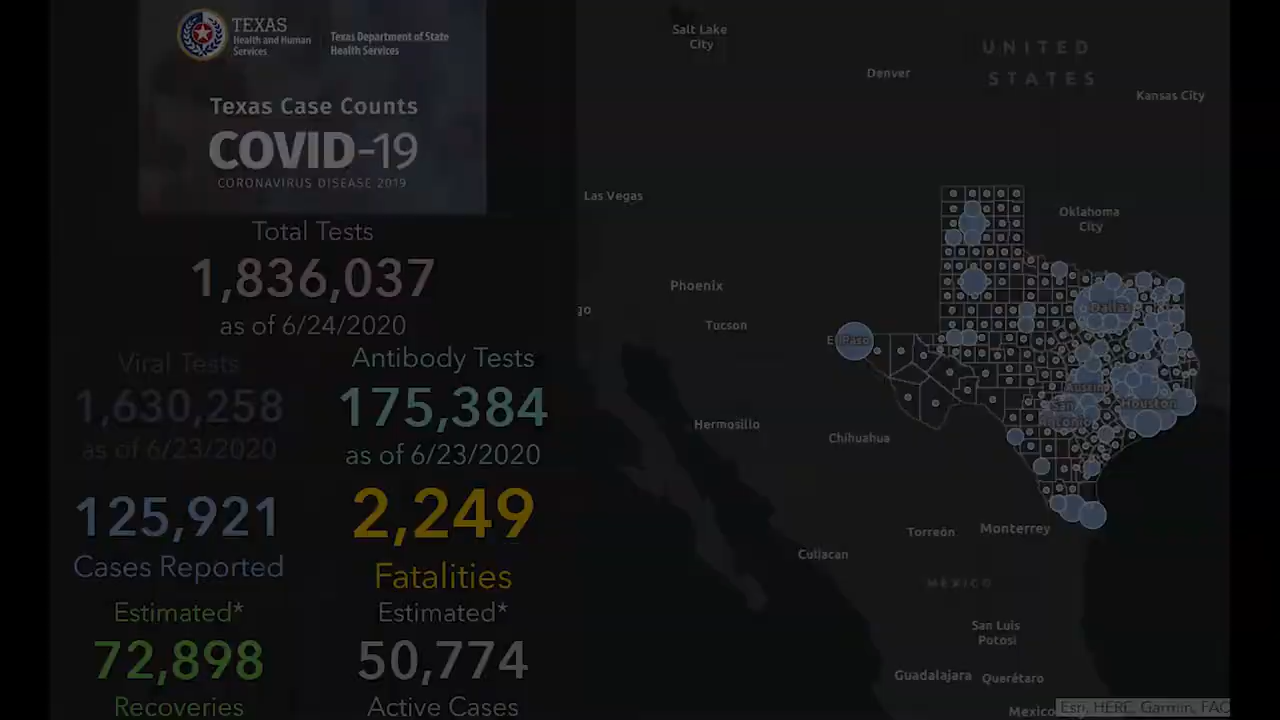 TEXAS
Health and Human
Services
Texas Department of State
Health Services
Texas Case Counts
COVID-19
CORONAVIRUS DISEASE 2019
Total Tests
1,836,037
as of 6/24/2020
Viral Tests
1,630,258
as of 6/23/2020
Antibody Tests
175,384
as of 6/23/2020
125,921
Cases Reported
2,249
Fatalities
Estimated*
72,898
Recoveries
Estimated*
50,774
Active Cases
Salt Lake
City
UNITED
STATES
Denver
Kansas City
Las Vegas
Oklahoma
City
Phoenix
go
Tucson
Dallas
El Paso
Austin
San
Antonio
Houston
Hermosillo
Chihuahua
Torreón
Monterrey
Culiacan
MÉXICO
San Luis
Potosi
Guadalajara
Querétaro
Mexico
Esri, HERE, Garmin, FAO